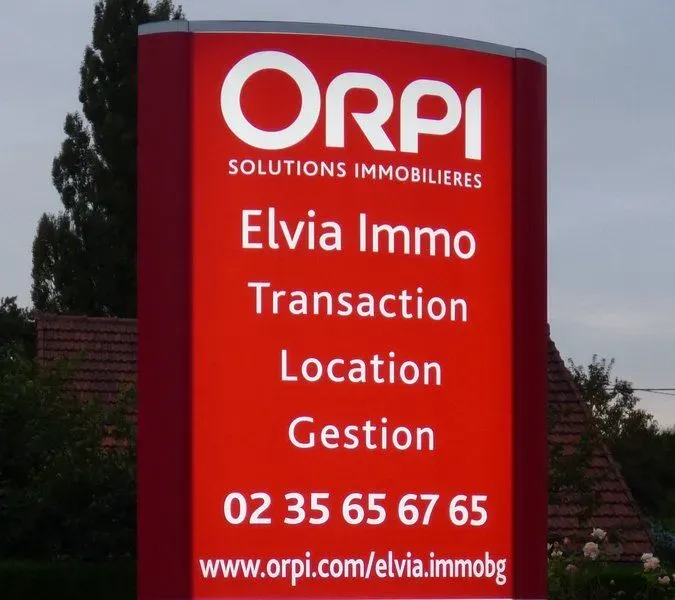 ORPI
SOLUTIONS IMMOBILIERES
Elvia Immo
Transaction
Location
Gestion
02 35 65 67 65
www.orpi.com/elvia.immobg